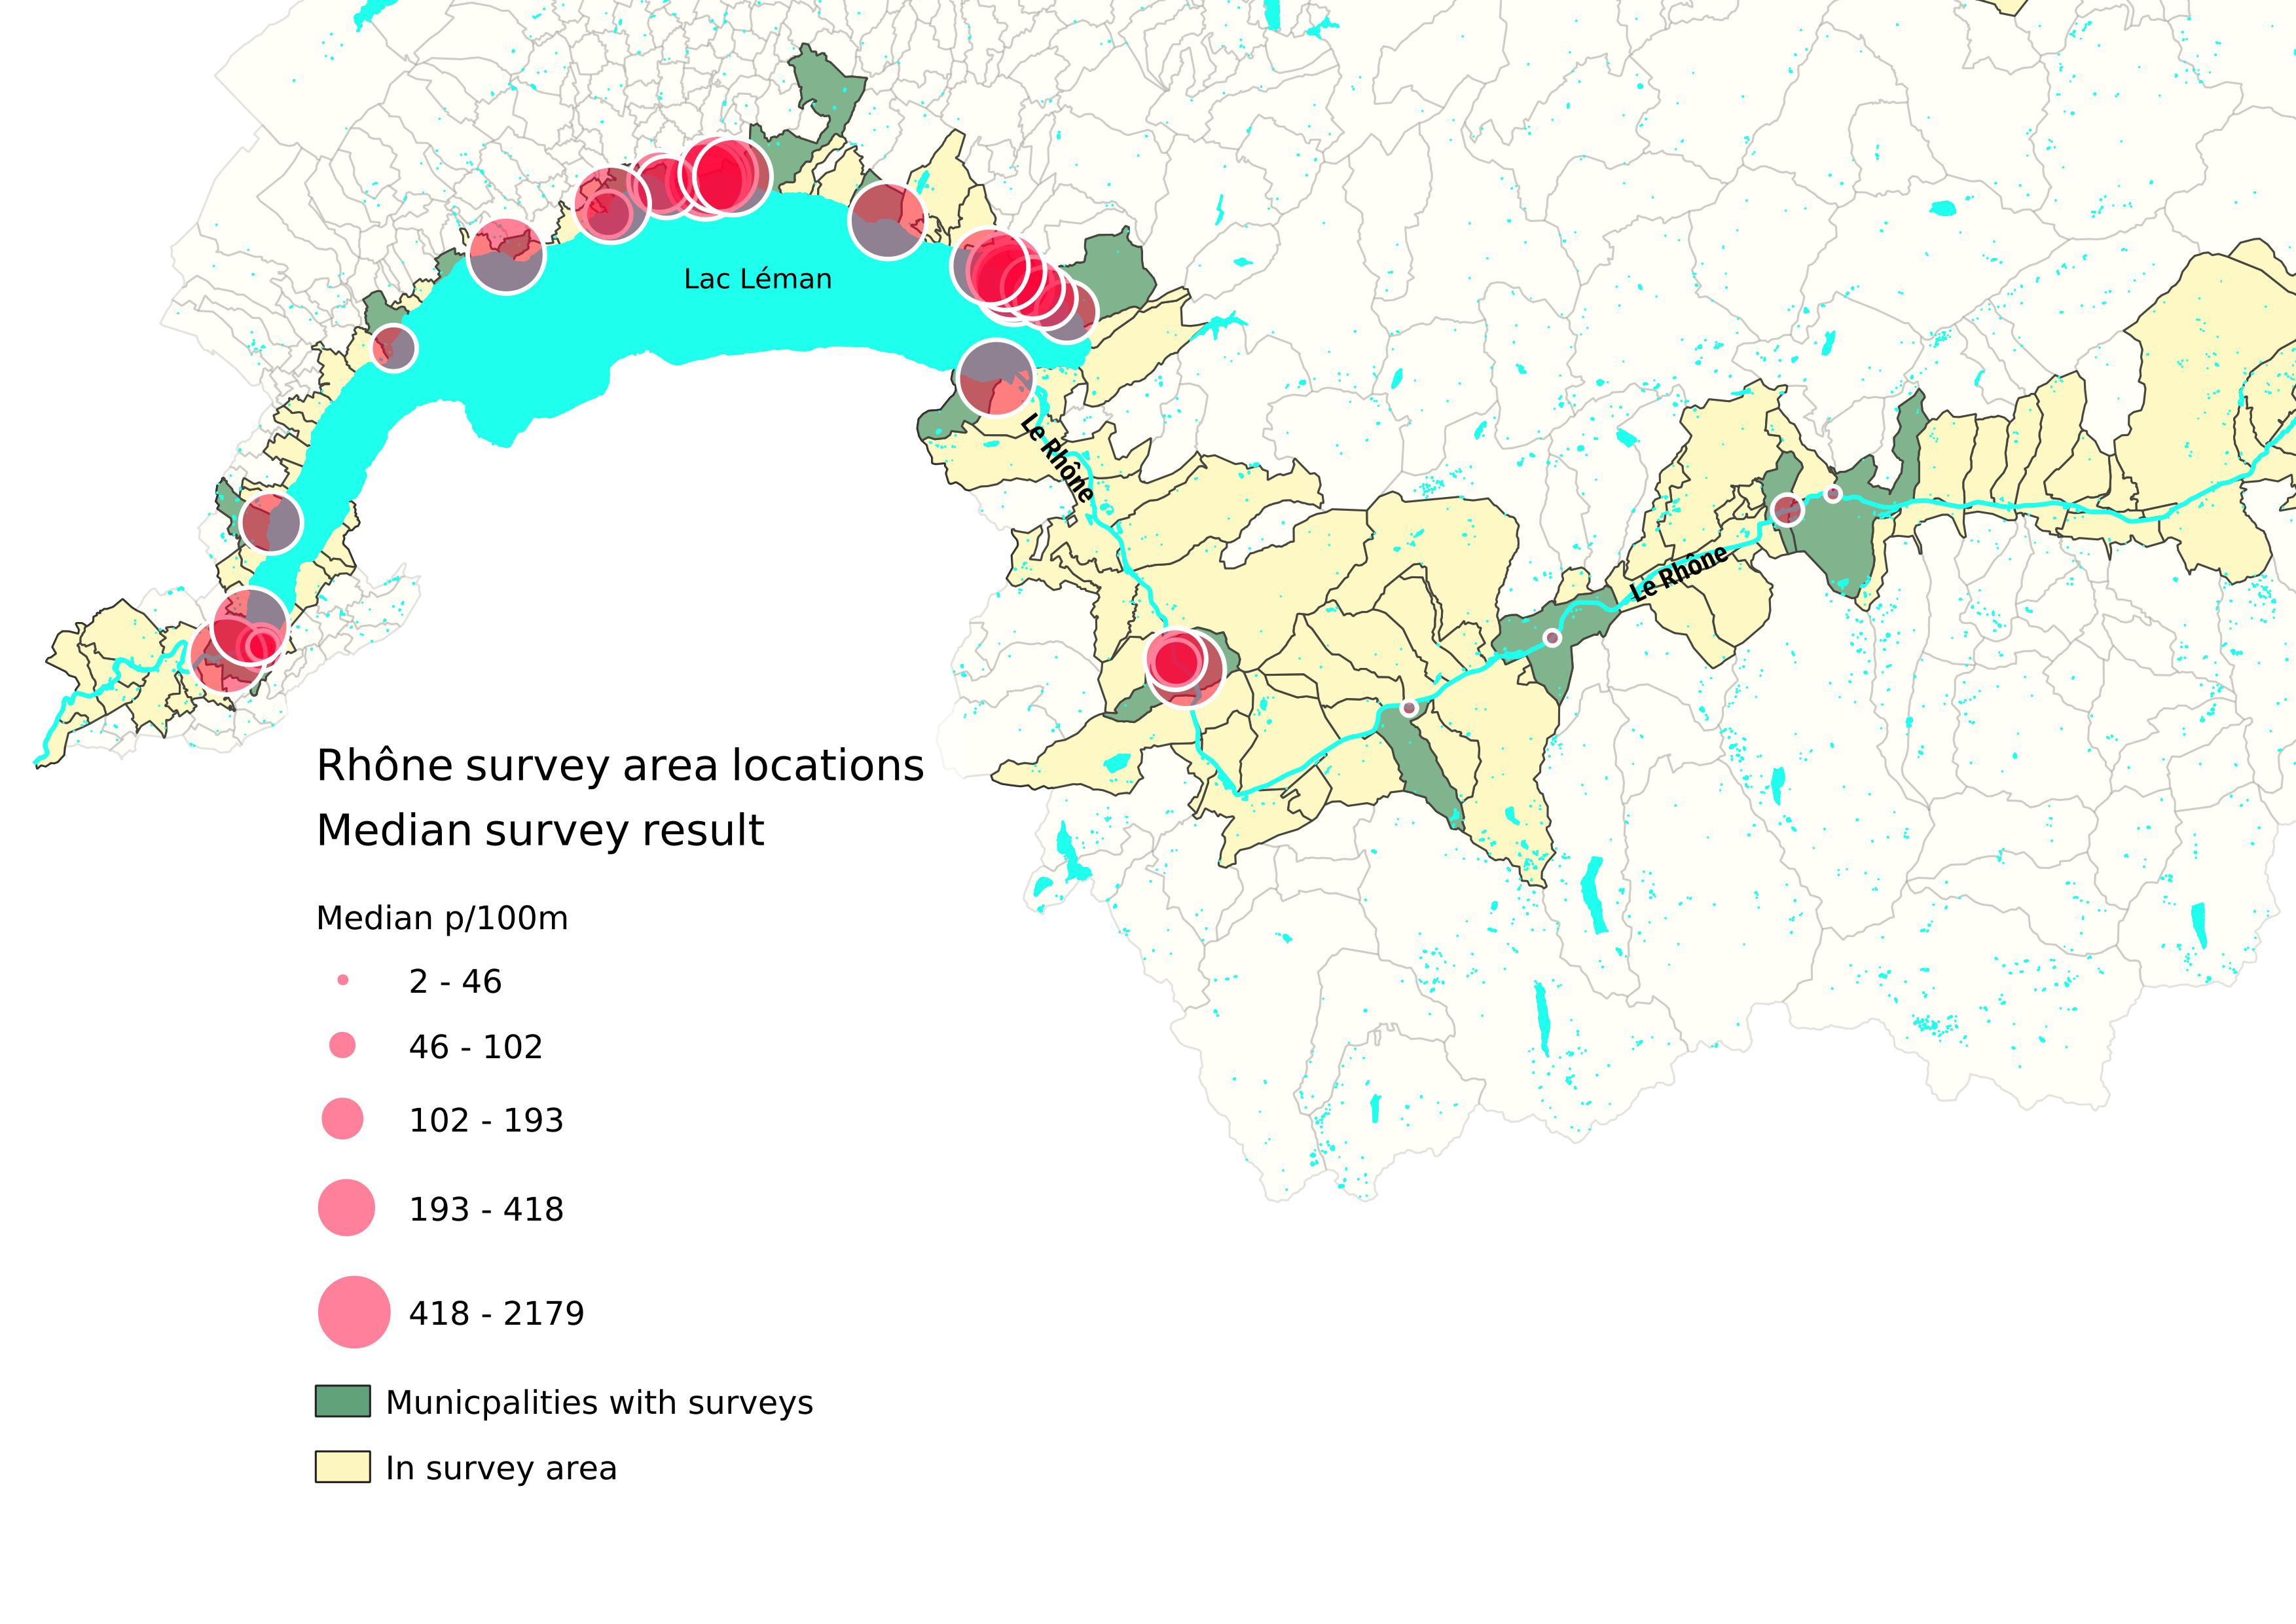 Lac Léman
Le Rhône
Le Rhône
Rhône survey area locations
Median survey result
Median p/100m
2 - 46
46 - 102
102 - 193
193 - 418
418 - 2179
Municpalities with surveys
In survey area